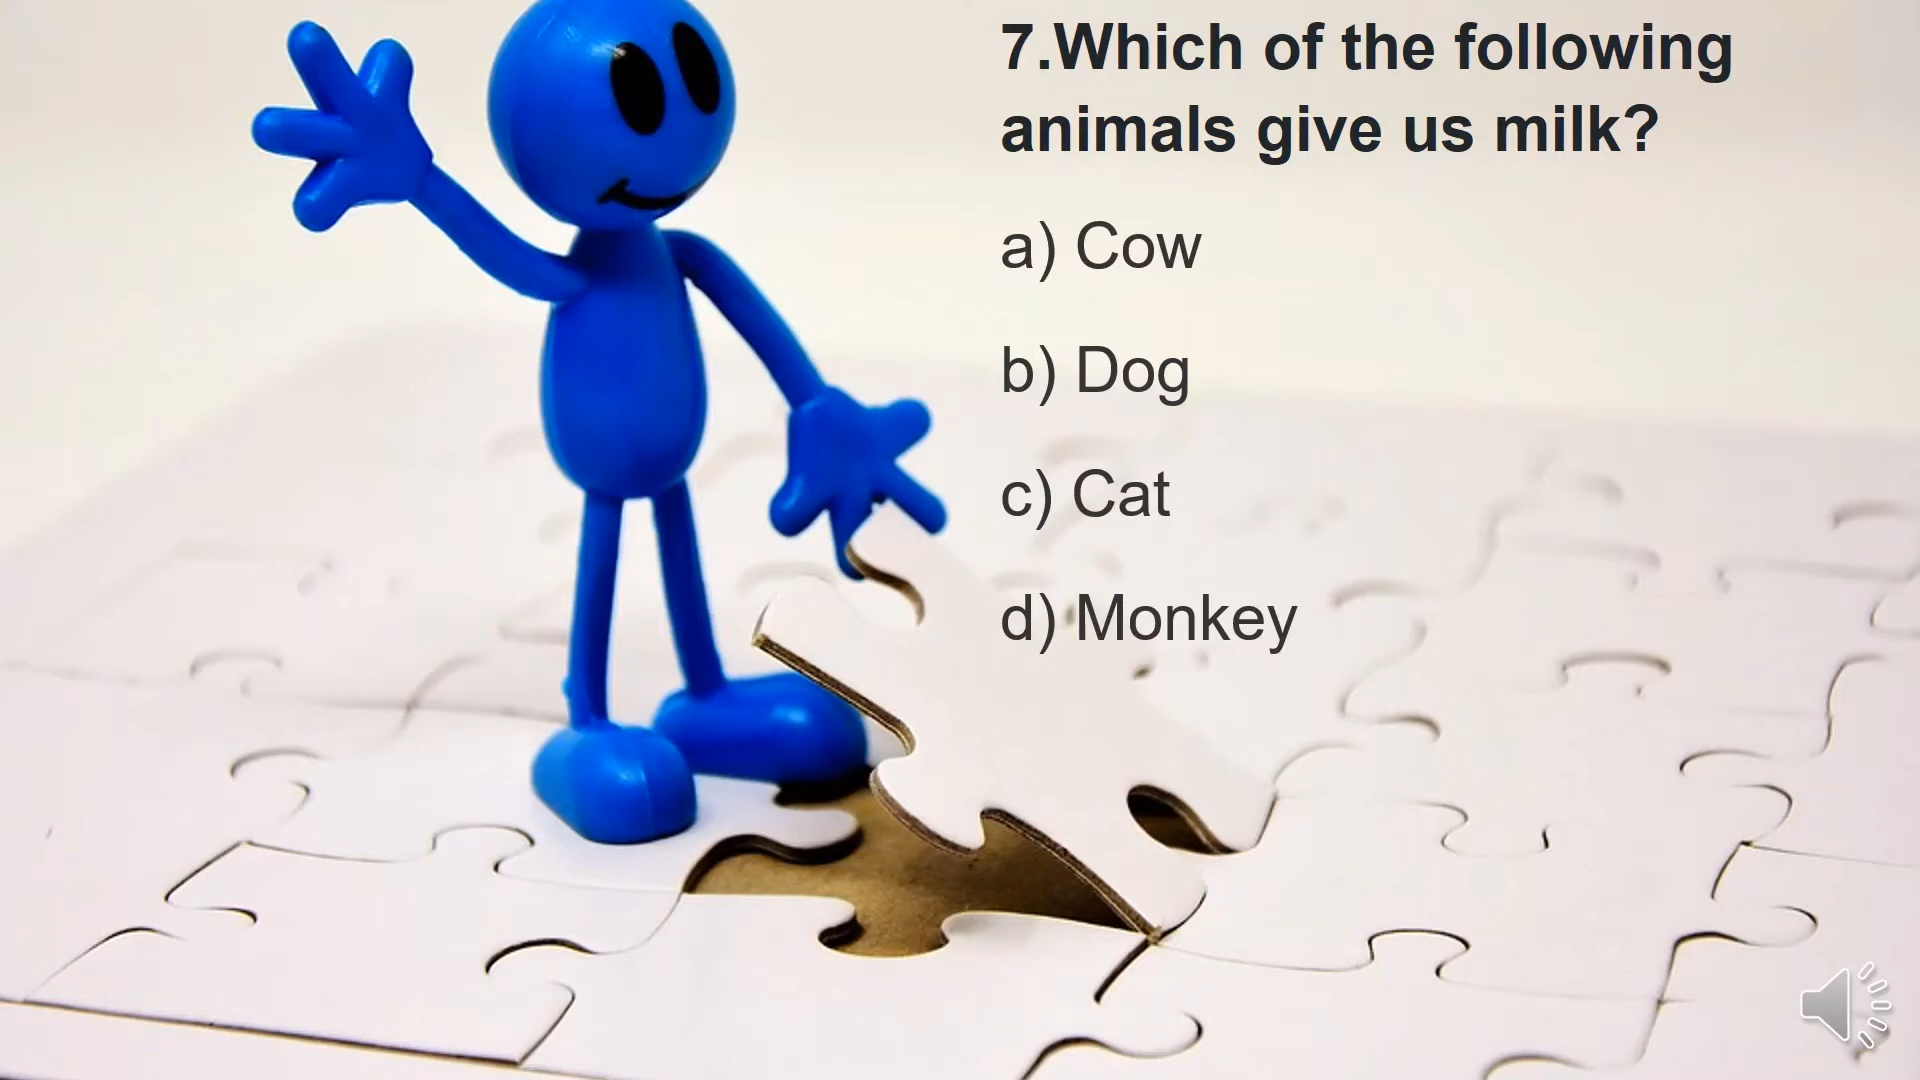 7.Which of the following
animals give us milk?
a) Cow
b) Dog
c) Cat
d) Monkey